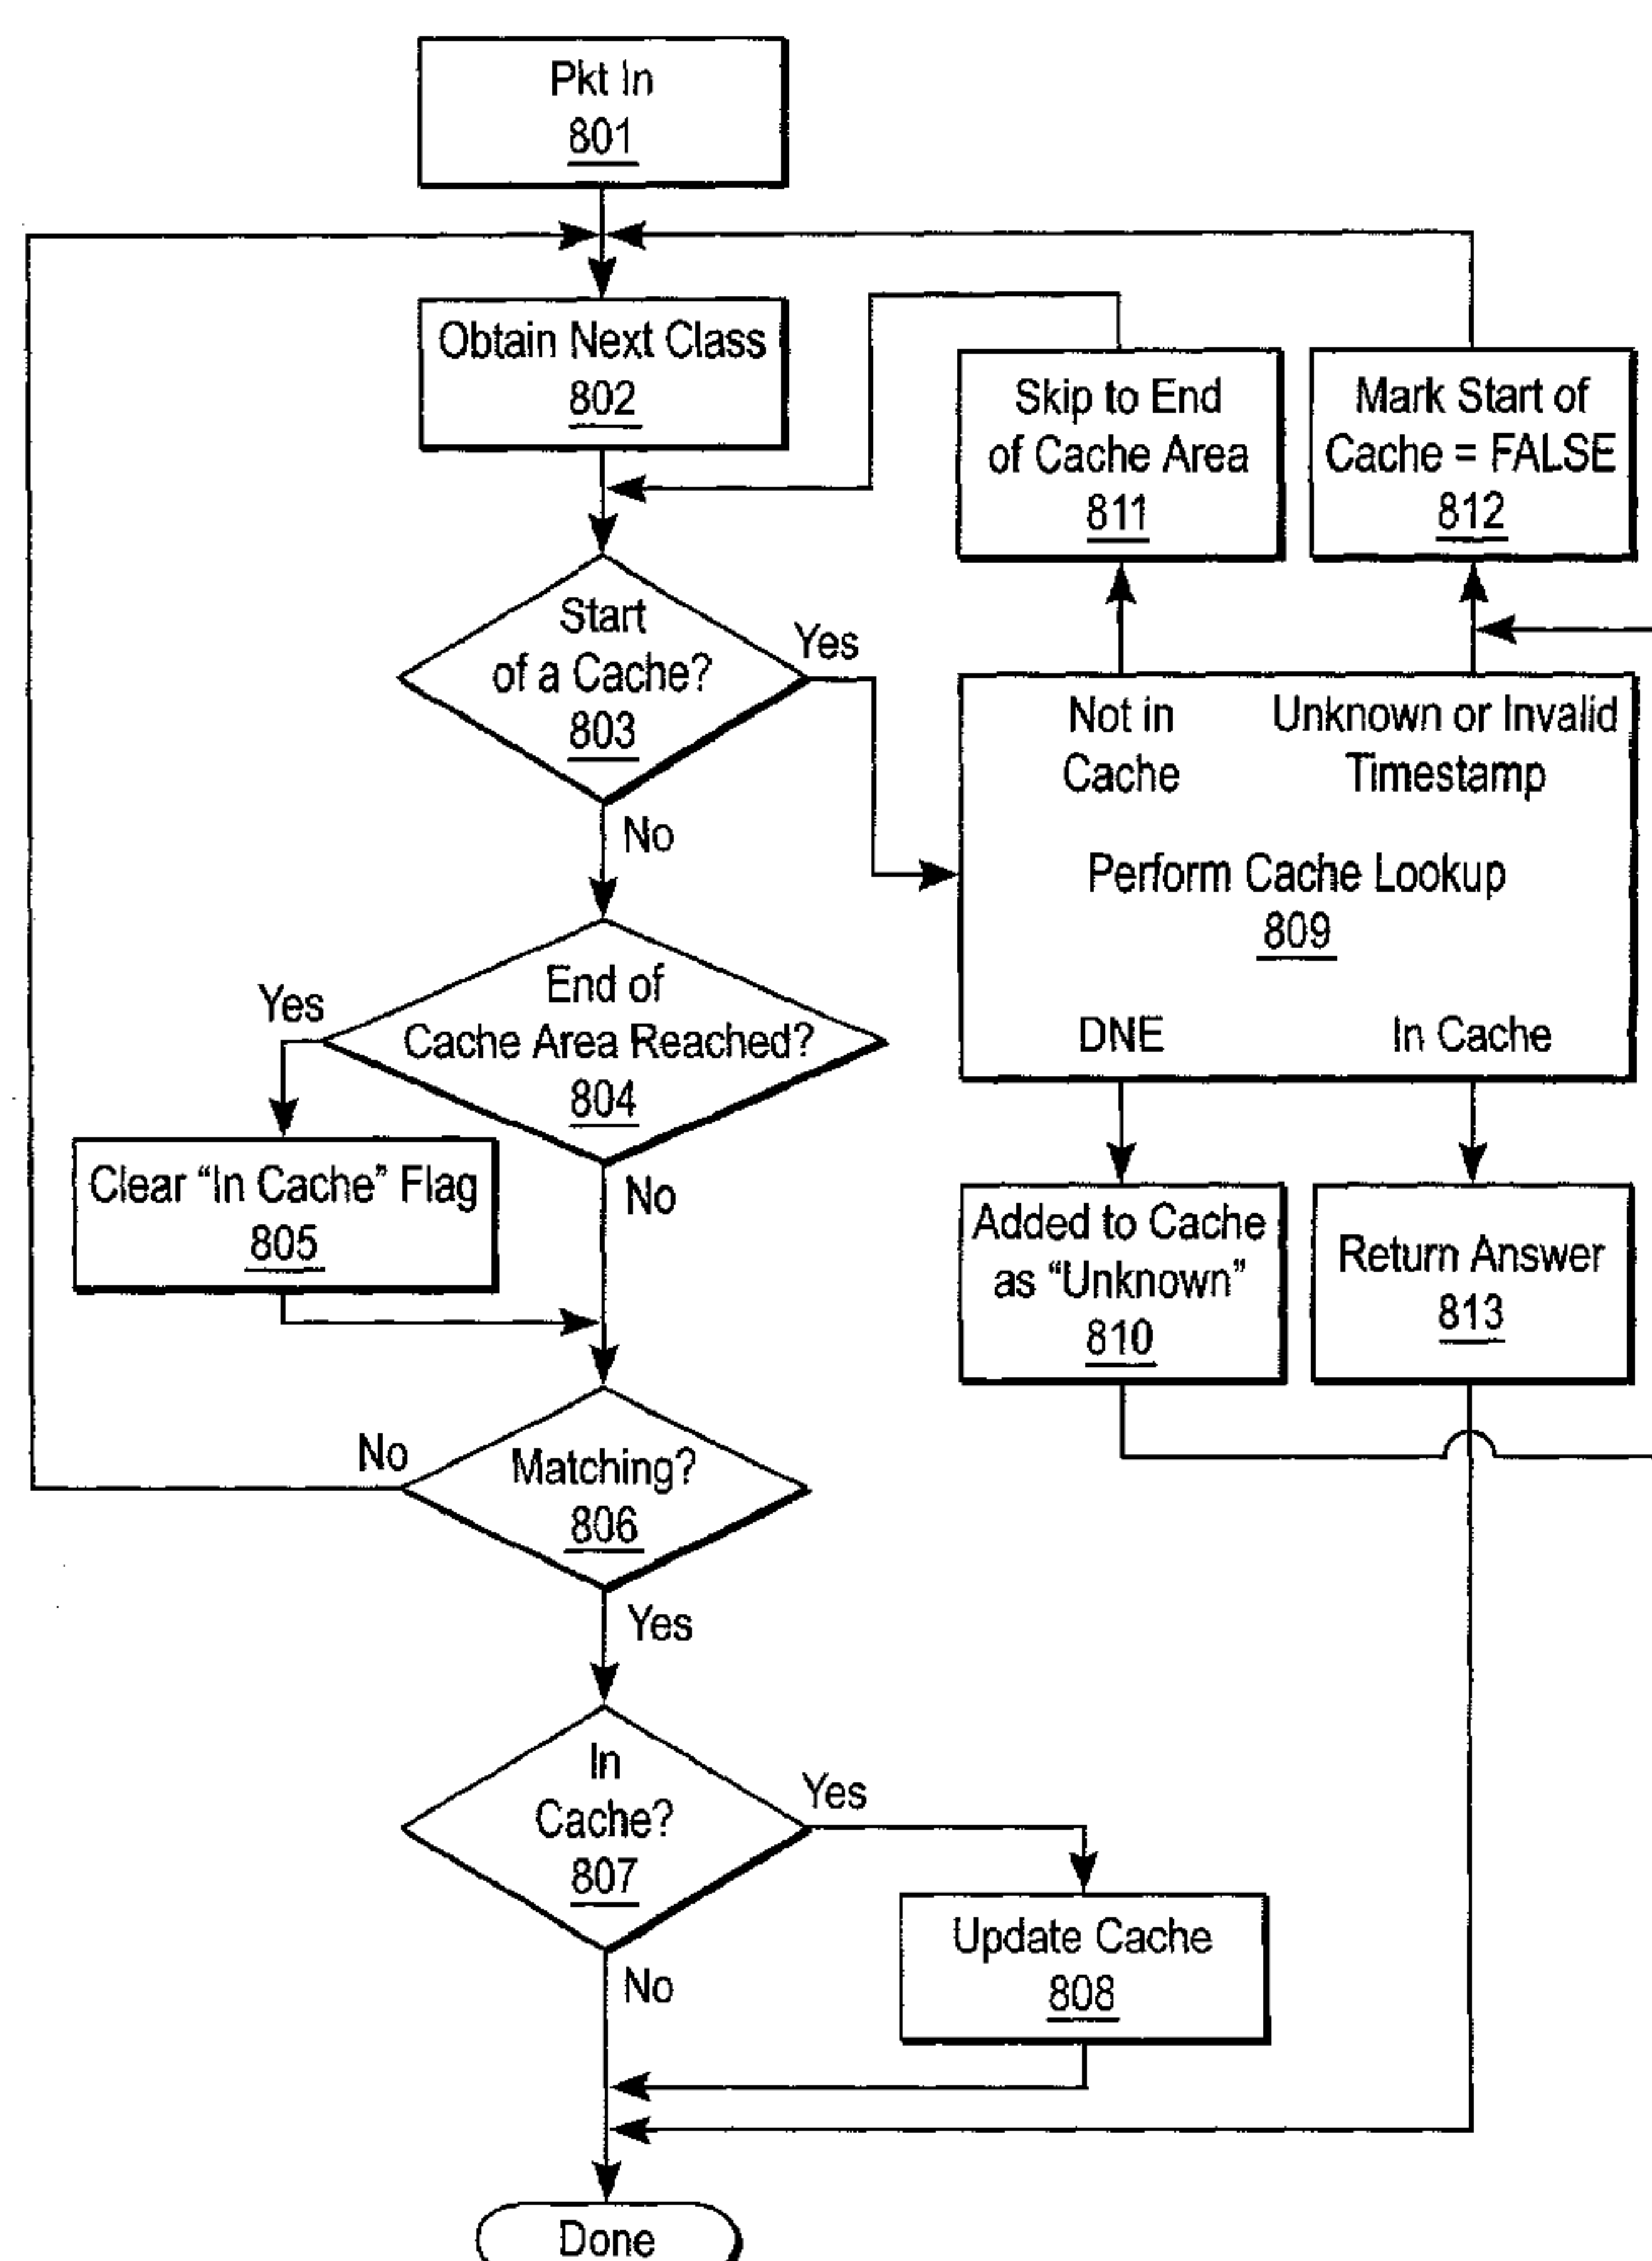 Pkt In
801
Obtain Next Class
802
Skip to End
of Cache Area
811
Mark Start of
Cache = FALSE
812
Start
of a Cache?
803
Yes
No
Not in
Cache
Unknown or Invalid
Timestamp
Perform Cache Lookup
809
DNE
In Cache
End of
Cache Area Reached?
804
Yes
No
Clear “In Cache” Flag
805
Added to Cache
as “Unknown”
810
Return Answer
813
Matching?
806
No
Yes
In
Cache?
807
Yes
No
Update Cache
808
Done